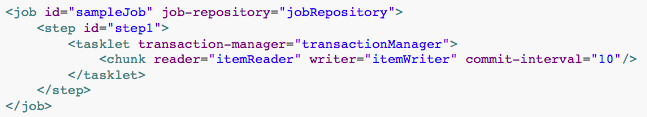 <job id="sampleJob" job-repository="jobRepository">
    <step id="step1">
        <tasklet transaction-manager="transactionManager">
            <chunk reader="itemReader" writer="itemWriter" commit-interval="10"/>
        </tasklet>
    </step>
</job>